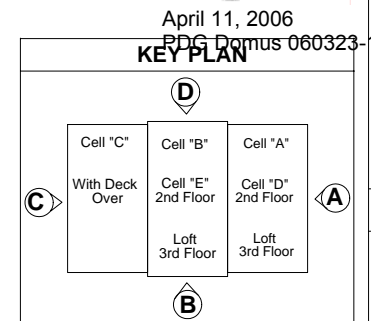 April 11, 2006
PDG Domus 060323-
KEY PLAN
D
Cell "C"
With Deck
Over
Cell "B"
Cell "E"
2nd Floor
Loft
3rd Floor
Cell "A"
Cell "D"
2nd Floor
Loft
3rd Floor
C
A
B